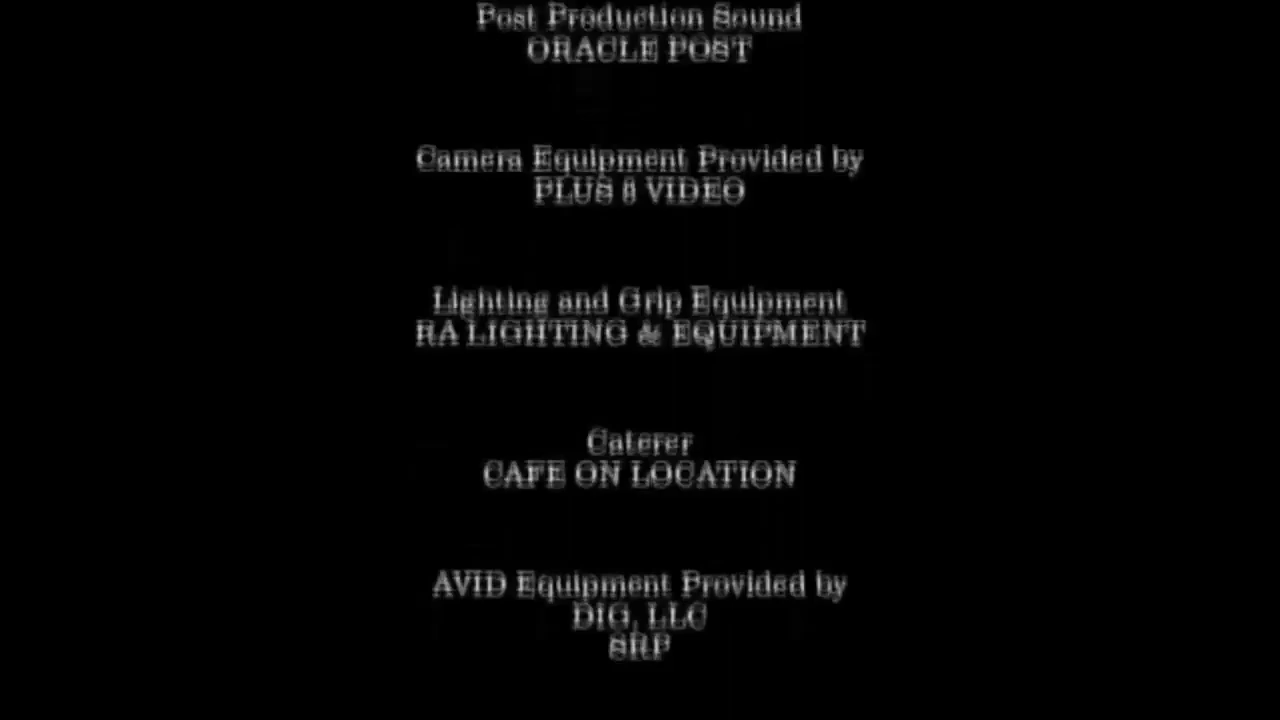 Post Production Sound
ORACLE POST
Camera Equipment Provided by
PLUS 8 VIDEO
Lighting and Grip Equipment
RA LIGHTING & EQUIPMENT
Caterer
CAFE ON LOCATION
AVID Equipment Provided by
DIG, LLC
SRP